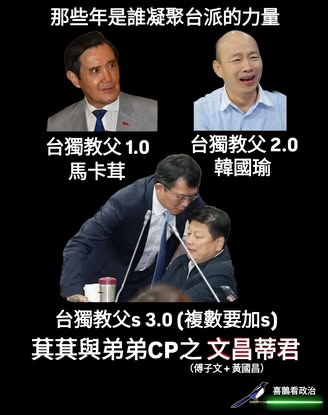 那些年是誰凝聚台派的力量
台獨教父 1.0
馬卡茸
台獨教父 2.0
韓國瑜
台獨教父s 3.0 (複數要加s)
萁萁與弟弟CP之 文昌蒂君
(傅子文 + 黃國昌)
喜鵲看政治